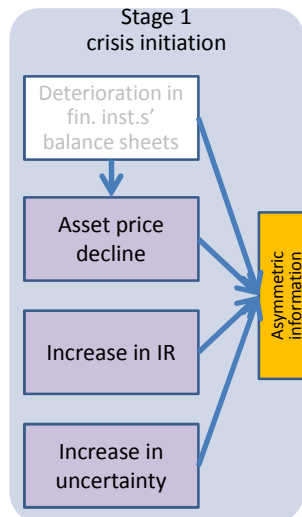 Stage 1
crisis initiation
Deterioration in
fin. inst.s'
balance sheets
Asset price
decline
Increase in IR
Increase in
uncertainty
Asymmetric
information